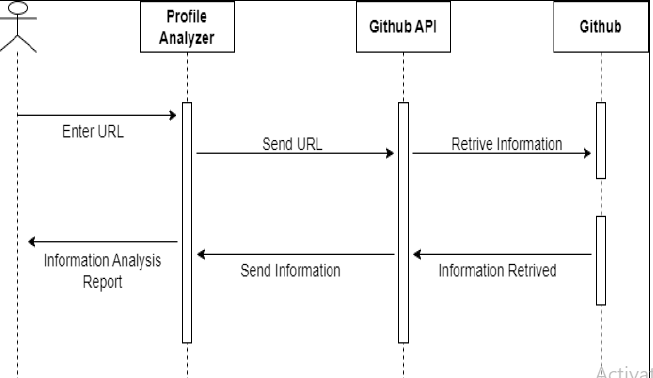 Profile
Analyzer
Github API
Github
Enter URL
Send URL
Retrive Information
Information Analysis
Report
Send Information
Information Retrived
Activat